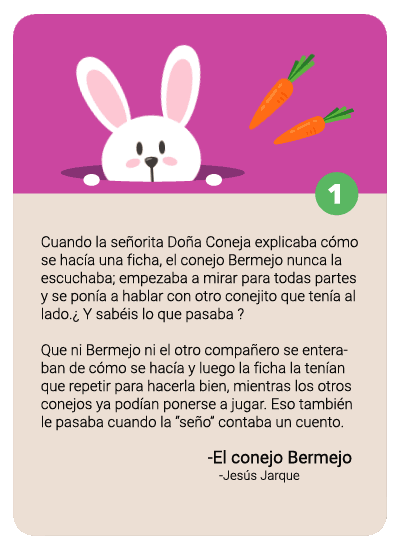 1
Cuando la señorita Doña Coneja explicaba cómo
se hacía una ficha, el conejo Bermejo nunca la
escuchaba; empezaba a mirar para todas partes
y se ponía a hablar con otro conejito que tenía al
lado.¿ Y sabéis lo que pasaba ?
Que ni Bermejo ni el otro compañero se entera-
ban de cómo se hacía y luego la ficha la tenían
que repetir para hacerla bien, mientras los otros
conejos ya podían ponerse a jugar. Eso también
le pasaba cuando la “seño” contaba un cuento.
-El conejo Bermejo
-Jesús Jarque